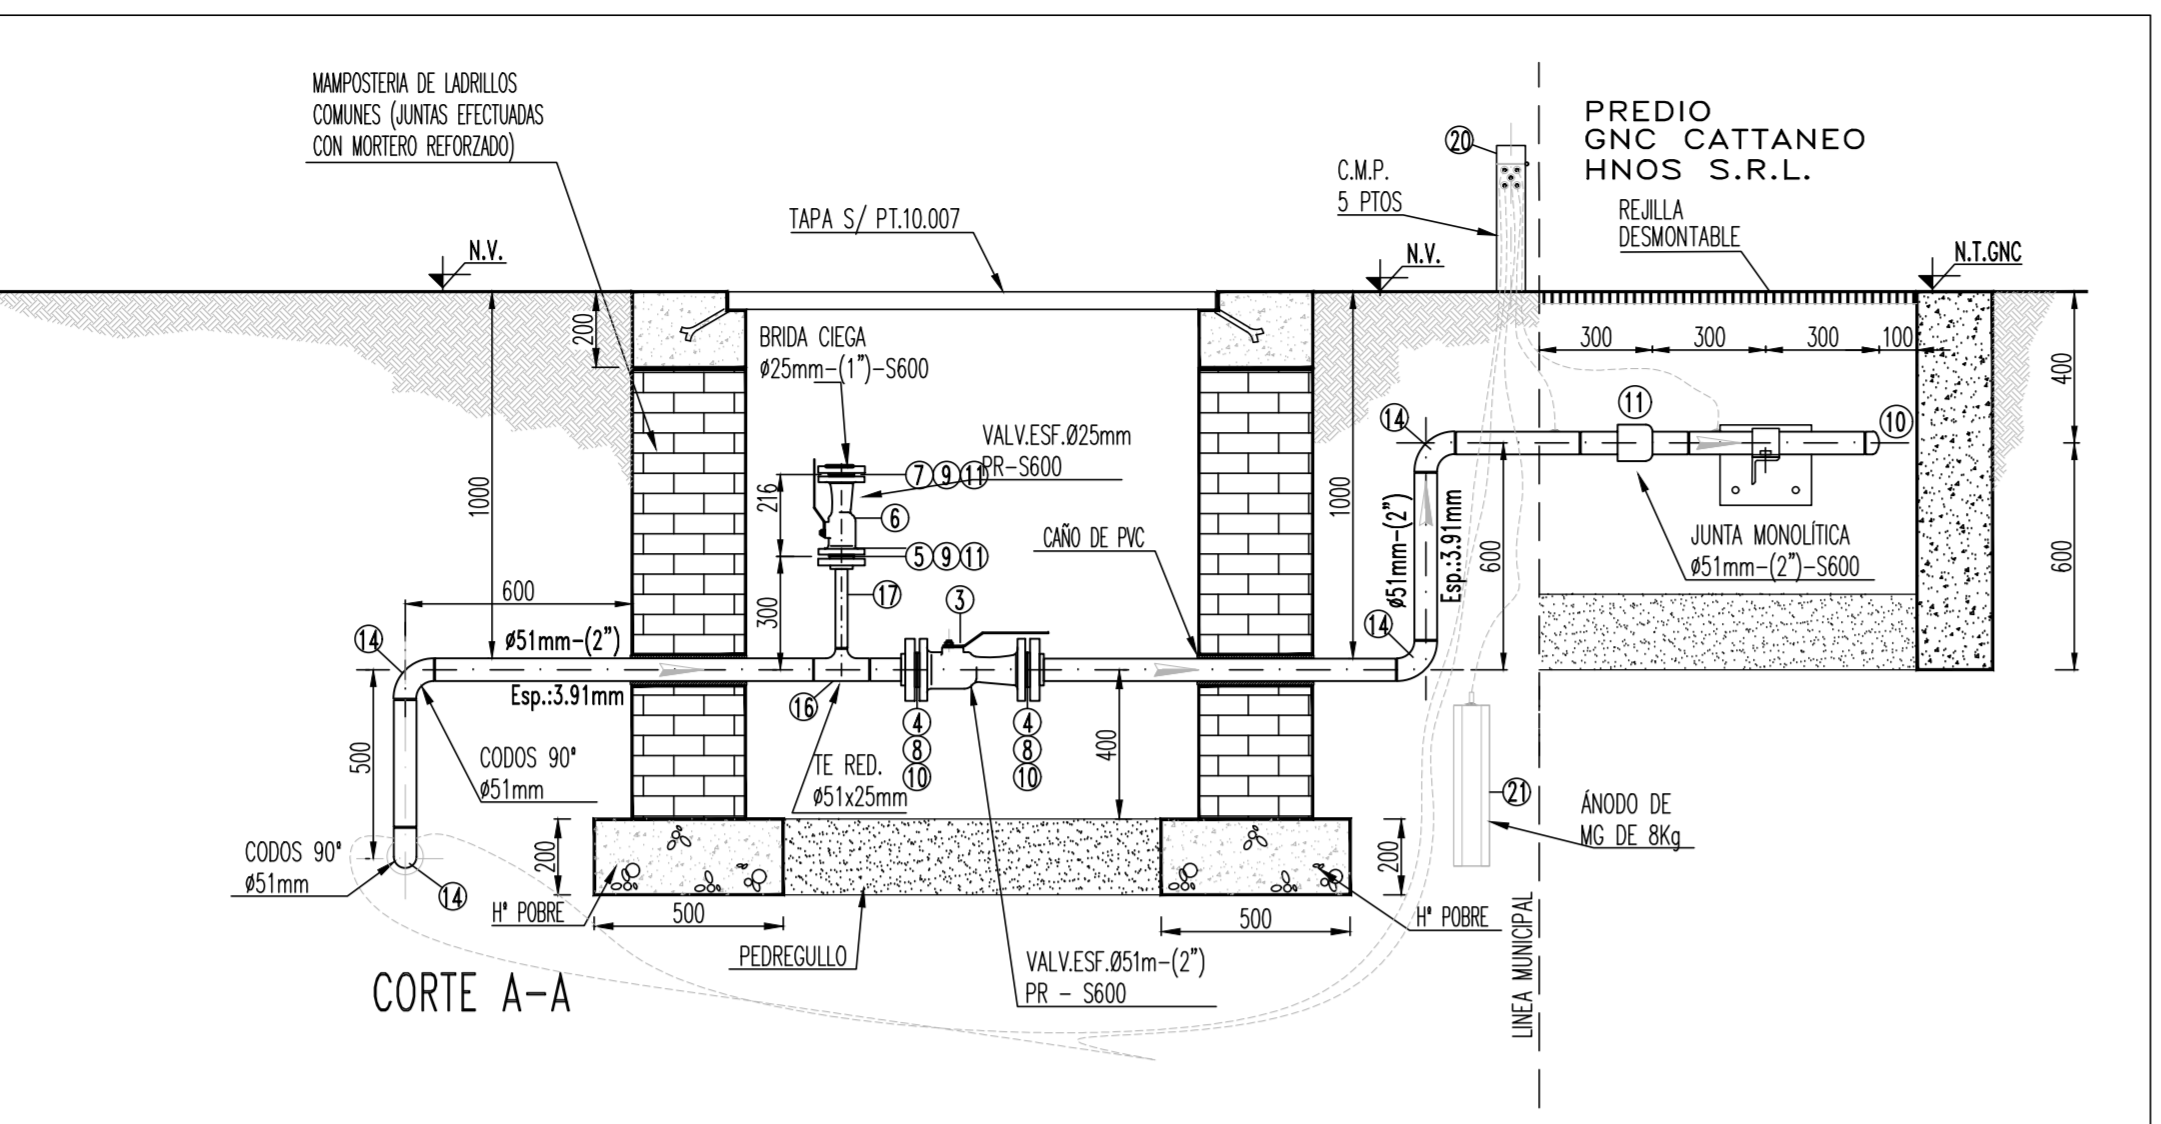 MAMPOSTERIA DE LADRILLOS
COMUNES (JUNTAS EFECTUADAS
CON MORTERO REFORZADO)
TAPA S/ PT.10.007
N.V.
N.V.
C.M.P.
5 PTOS
20
PREDIO
GNC CATTANEO
HNOS S.R.L.
REJILLA
DESMONTABLE
N.T.GNC
200
BRIDA CIEGA
Ø25mm-(1")-S600
300
300
300
100
400
VALV.ESF.Ø25mm
PR-S600
7 9 11
216
6
5 9 11
1000
1000
14
11
10
CAÑO DE PVC
Ø51mm-(2")
Esp.:3.91mm
600
JUNTA MONOLÍTICA
Ø51mm-(2")-S600
600
600
300
17
3
14
Ø51mm-(2")
Esp.:3.91mm
14
16
4
8
10
4
8
10
500
CODOS 90°
Ø51mm
TE RED.
Ø51x25mm
400
21
ÁNODO DE
MG DE 8Kg
CODOS 90°
Ø51mm
14
200
200
Hº POBRE
500
500
Hº POBRE
PEDREGULLO
VALV.ESF.Ø51m-(2")
PR - S600
LINEA MUNICIPAL
CORTE A-A